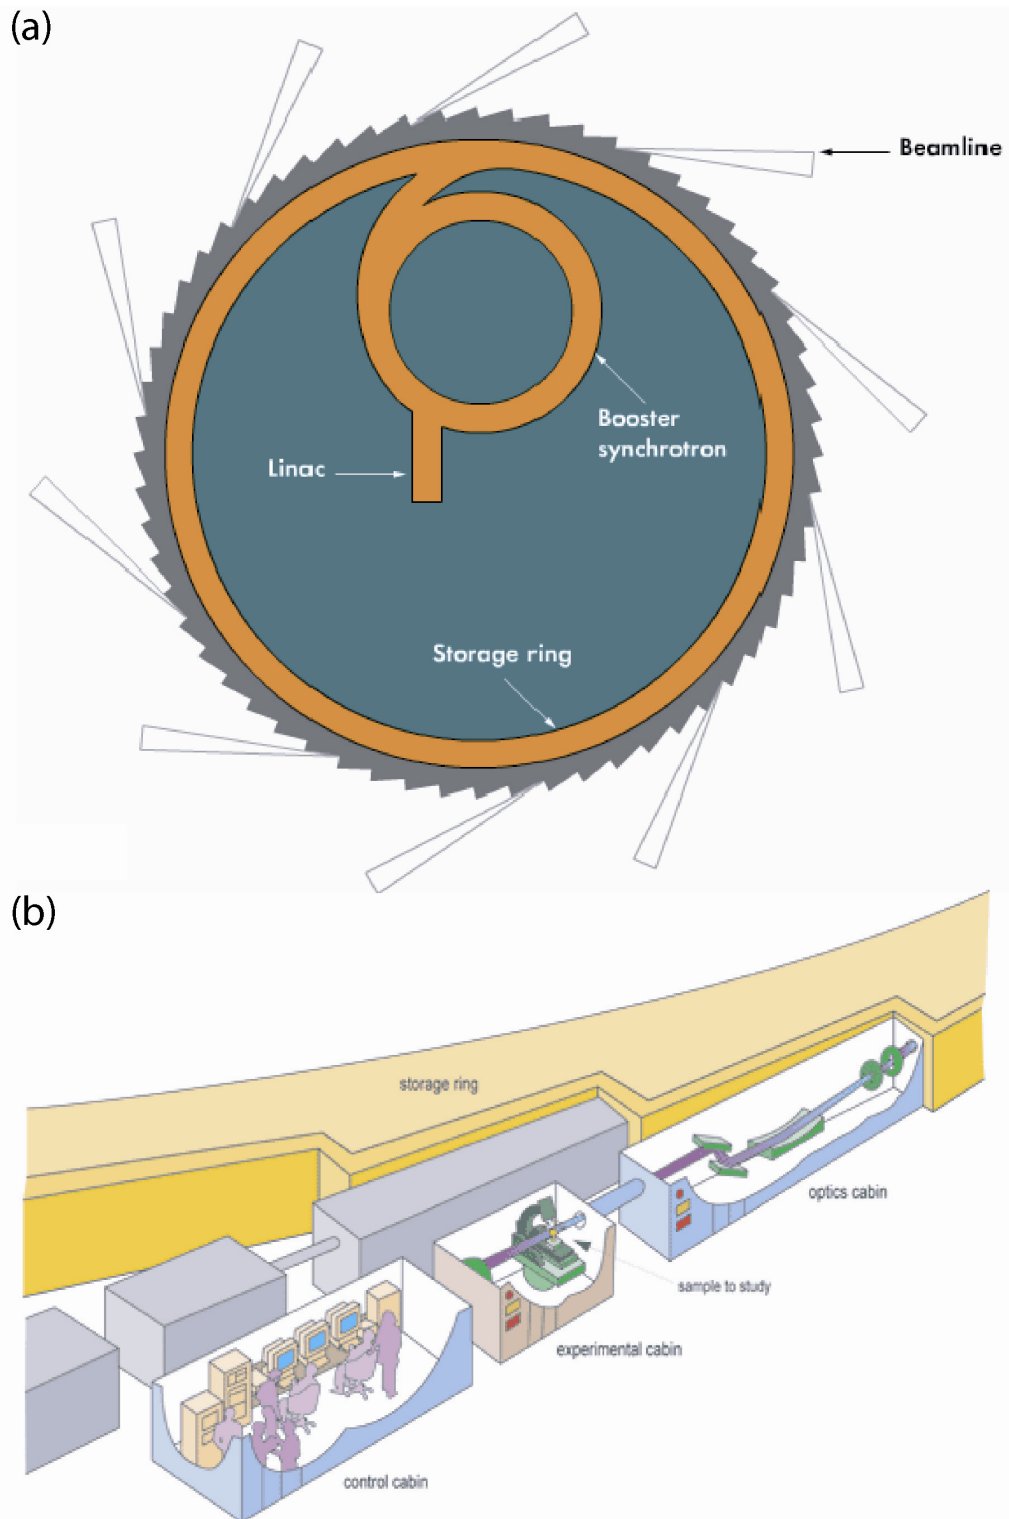 (a)
Beamline
Booster
synchrotron
Linac
Storage ring
(b)
storage ring
optics cabin
sample to study
experimental cabin
control cabin